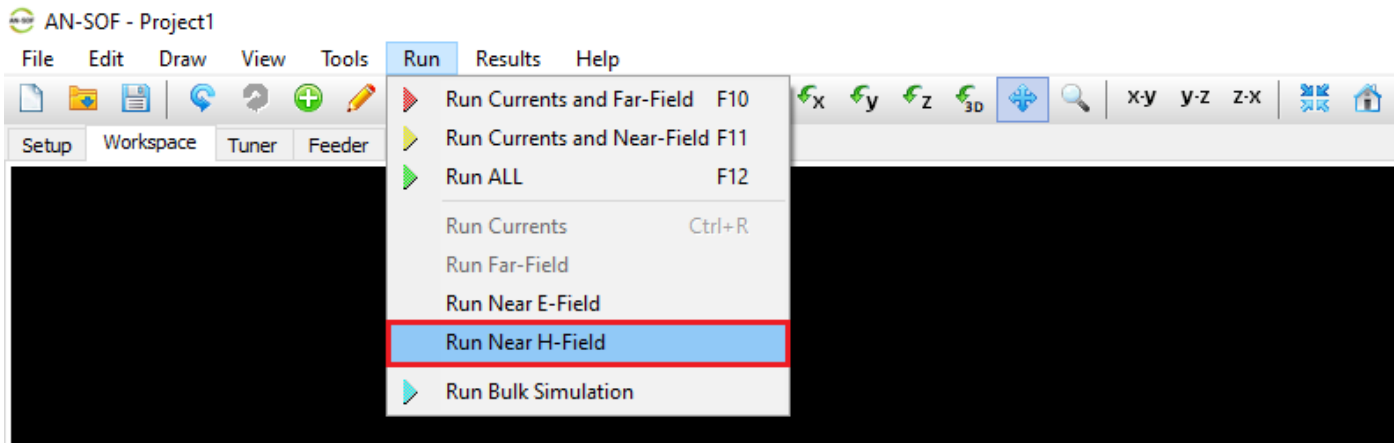 AN-SOF - Project1
File Edit Draw View Tools Run Results Help
x y z 3D x-y y-z z-x
Setup Workspace Tuner Feeder
Run Currents and Far-Field F10
Run Currents and Near-Field F11
Run ALL F12
Run Currents Ctrl+R
Run Far-Field
Run Near E-Field
Run Near H-Field
Run Bulk Simulation